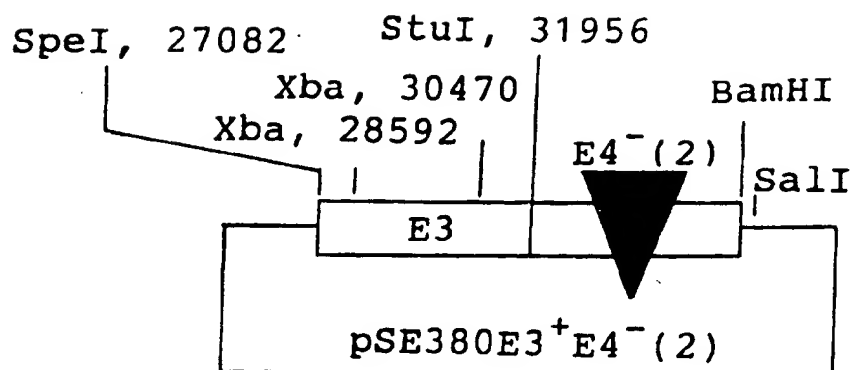 SpeI, 27082
StuI, 31956
Xba, 30470
BamHI
Xba, 28592
E4⁻(2)
SalI
E3
pSE380E3⁺E4⁻(2)